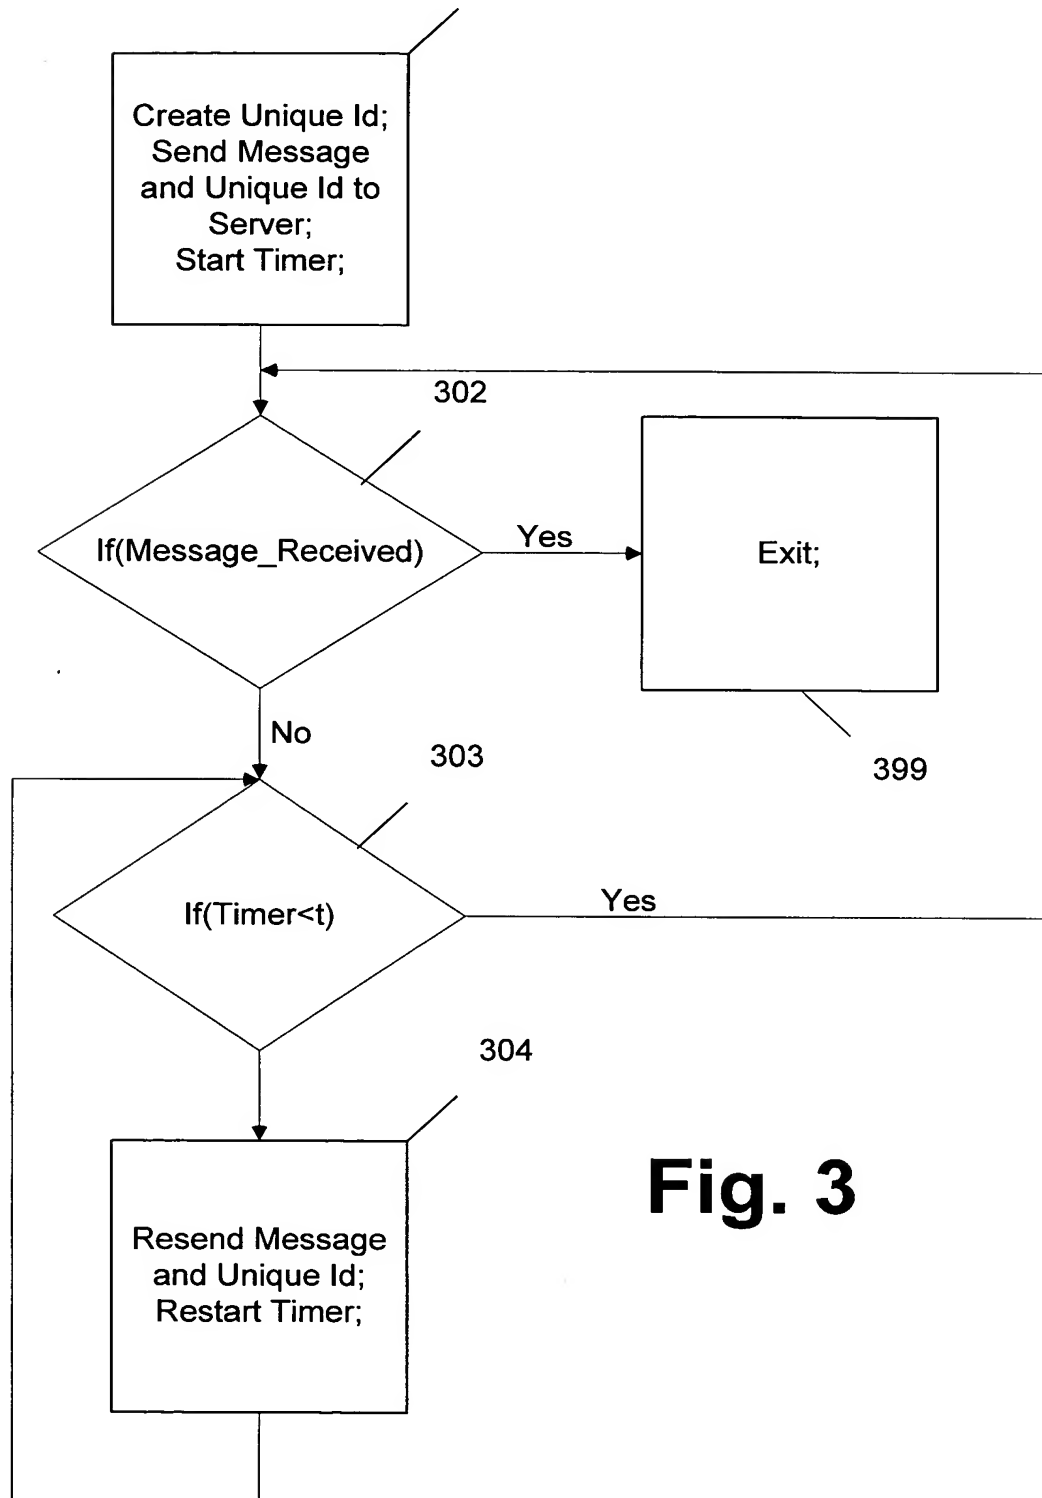 Create Unique Id;
Send Message
and Unique Id to
Server;
Start Timer;
302
If(Message_Received)
Yes
Exit;
No
303
399
If(Timer<t)
Yes
304
Resend Message
and Unique Id;
Restart Timer;
Fig. 3